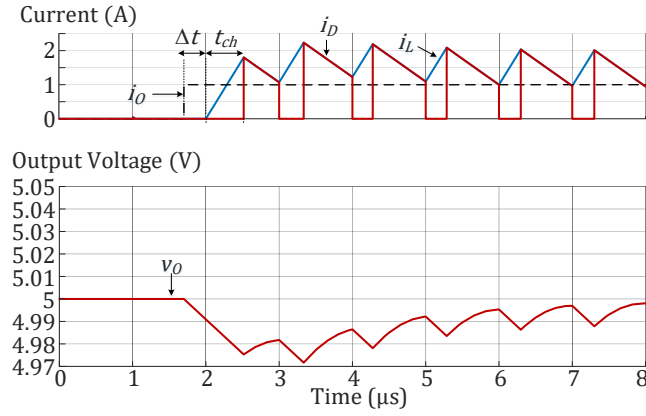 Current (A)
Δt
t_ch
i_D
i_L
2
1
i_O
0
Output Voltage (V)
5.05
5.04
5.03
5.02
5.01
v_O
5
4.99
4.98
4.97
0 1 2 3 4 5 6 7 8
Time (μs)